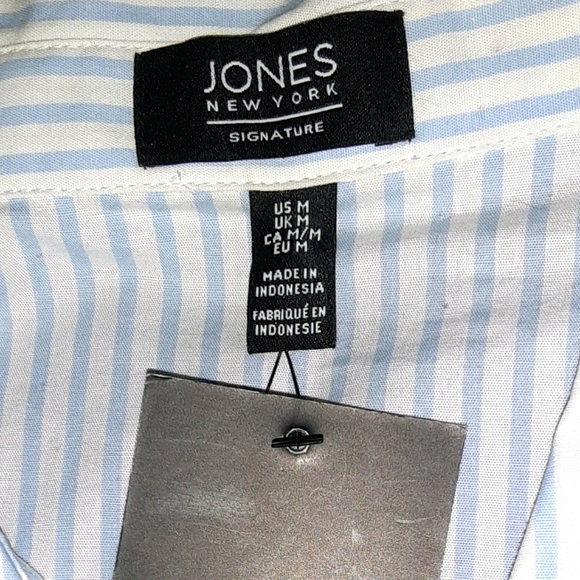 JONES
NEW YORK
SIGNATURE
US M
UK M
CA M/M
EU M
MADE IN
INDONESIA
FABRIQUÉ EN
INDONESIE